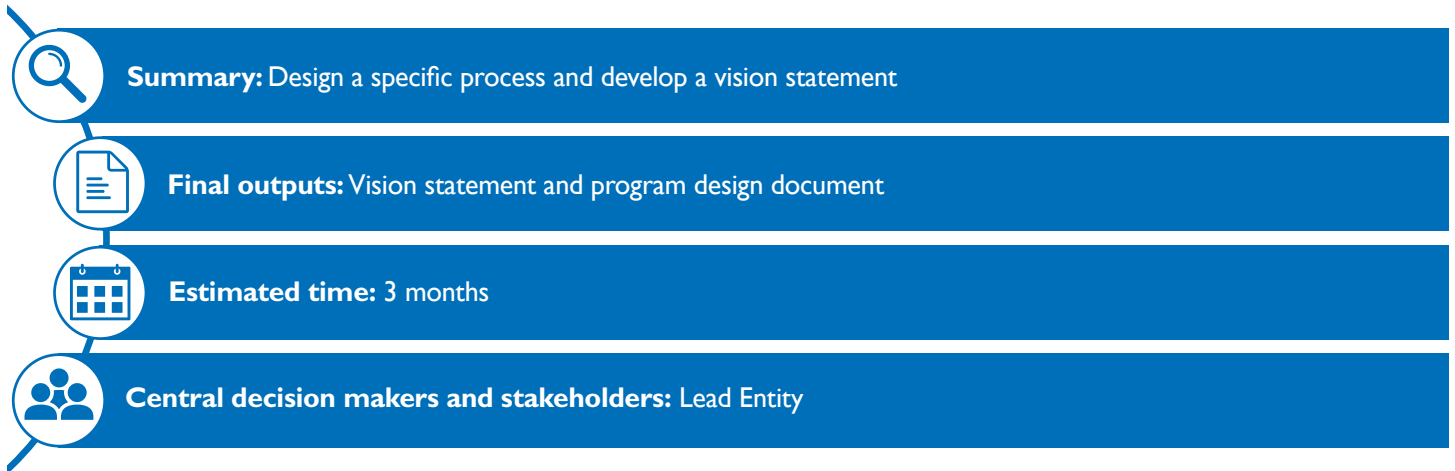 Summary: Design a specific process and develop a vision statement
Final outputs: Vision statement and program design document
Estimated time: 3 months
Central decision makers and stakeholders: Lead Entity